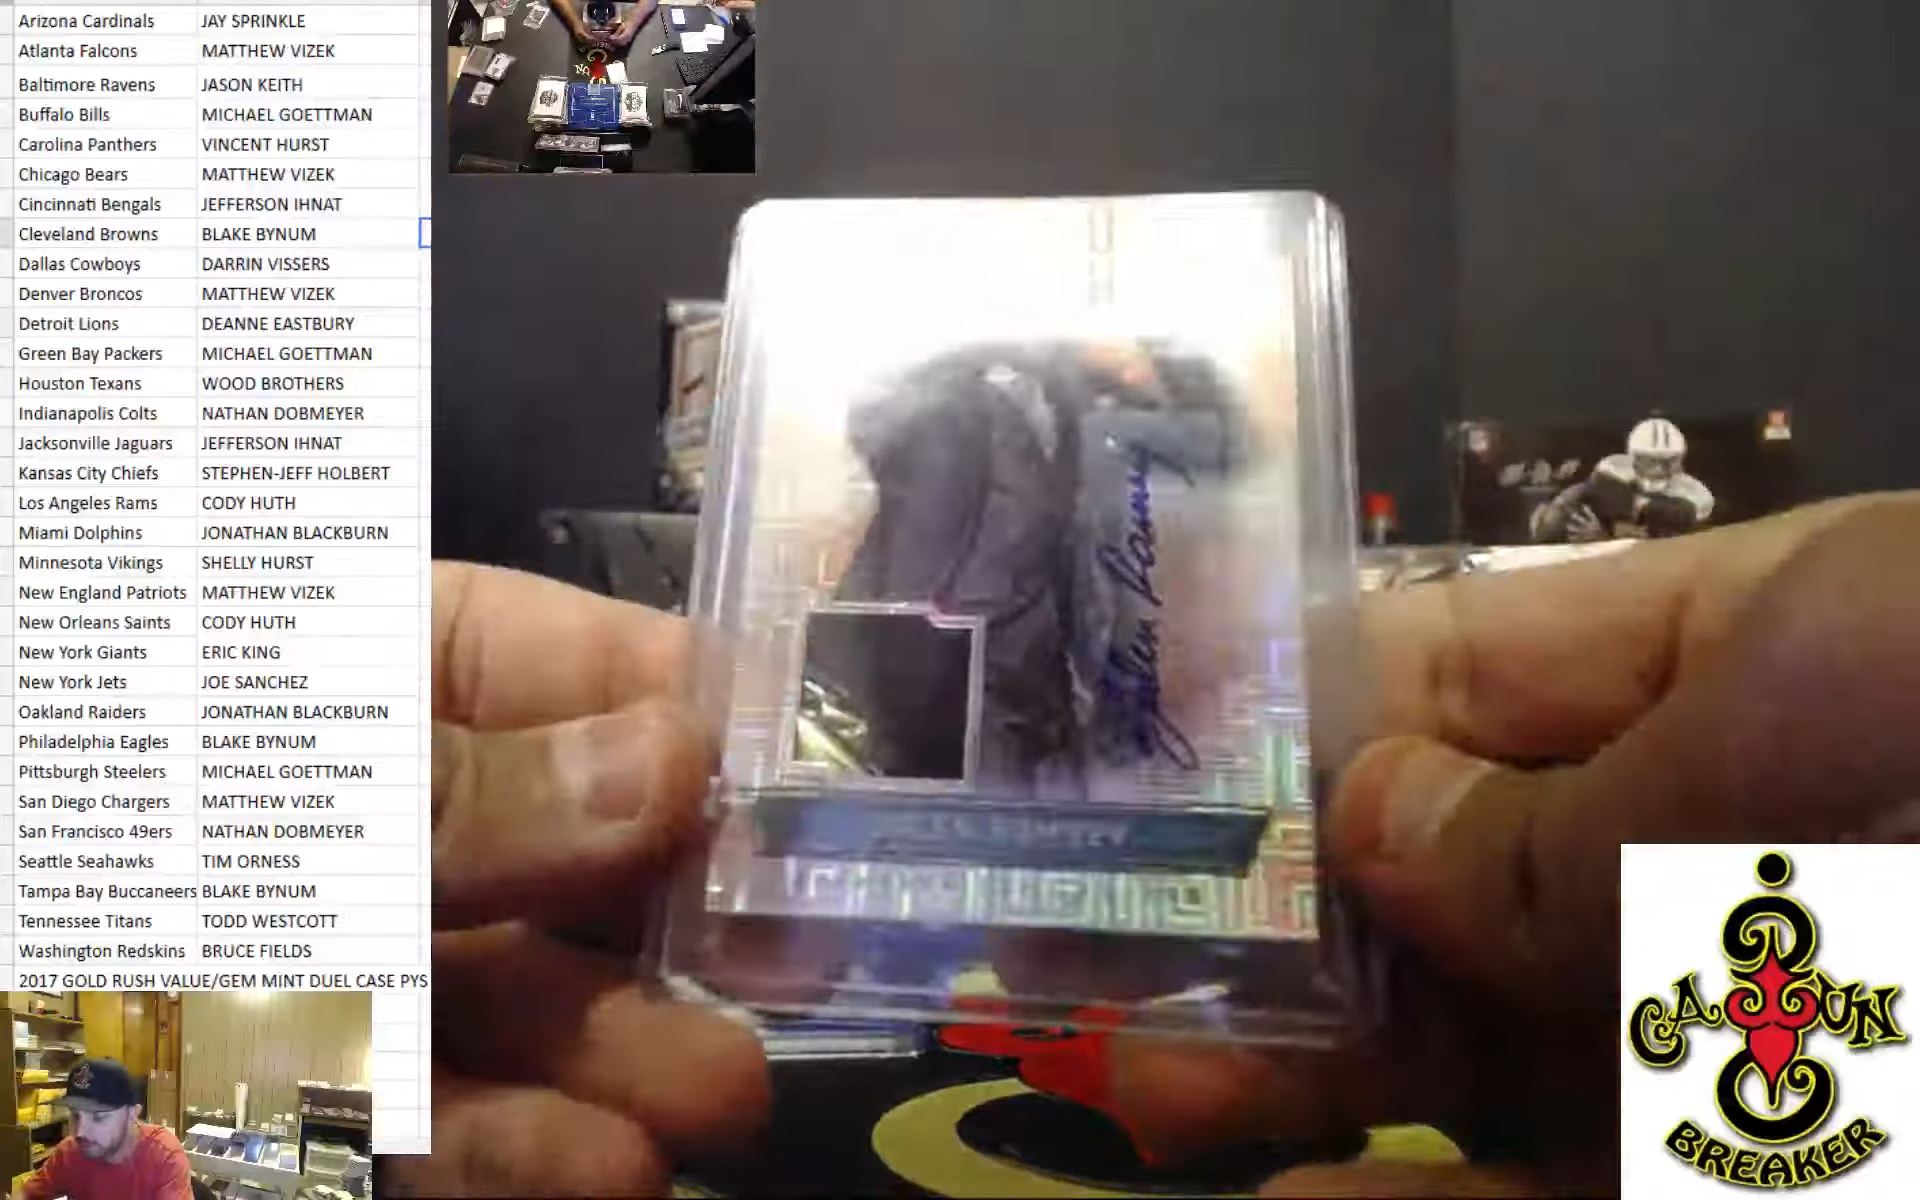 Arizona Cardinals JAY SPRINKLE
Atlanta Falcons MATTHEW VIZEK
Baltimore Ravens JASON KEITH
Buffalo Bills MICHAEL GOETTMAN
Carolina Panthers VINCENT HURST
Chicago Bears MATTHEW VIZEK
Cincinnati Bengals JEFFERSON IHNAT
Cleveland Browns BLAKE BYNUM
Dallas Cowboys DARRIN VISSERS
Denver Broncos MATTHEW VIZEK
Detroit Lions DEANNE EASTBURY
Green Bay Packers MICHAEL GOETTMAN
Houston Texans WOOD BROTHERS
Indianapolis Colts NATHAN DOBMEYER
Jacksonville Jaguars JEFFERSON IHNAT
Kansas City Chiefs STEPHEN-JEFF HOLBERT
Los Angeles Rams CODY HUTH
Miami Dolphins JONATHAN BLACKBURN
Minnesota Vikings SHELLY HURST
New England Patriots MATTHEW VIZEK
New Orleans Saints CODY HUTH
New York Giants ERIC KING
New York Jets JOE SANCHEZ
Oakland Raiders JONATHAN BLACKBURN
Philadelphia Eagles BLAKE BYNUM
Pittsburgh Steelers MICHAEL GOETTMAN
San Diego Chargers MATTHEW VIZEK
San Francisco 49ers NATHAN DOBMEYER
Seattle Seahawks TIM ORNESS
Tampa Bay Buccaneers BLAKE BYNUM
Tennessee Titans TODD WESTCOTT
Washington Redskins BRUCE FIELDS
2017 GOLD RUSH VALUE/GEM MINT DUEL CASE PYS
CAJUN
BREAKER